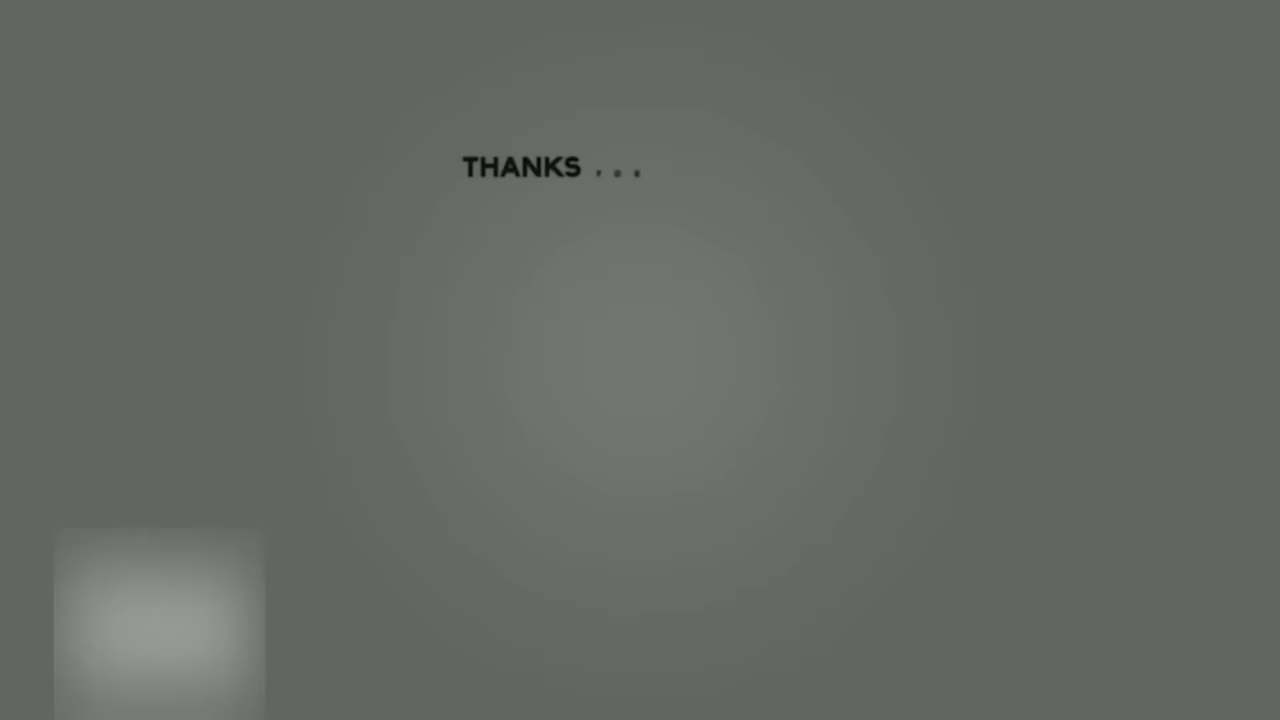 THANKS . . .